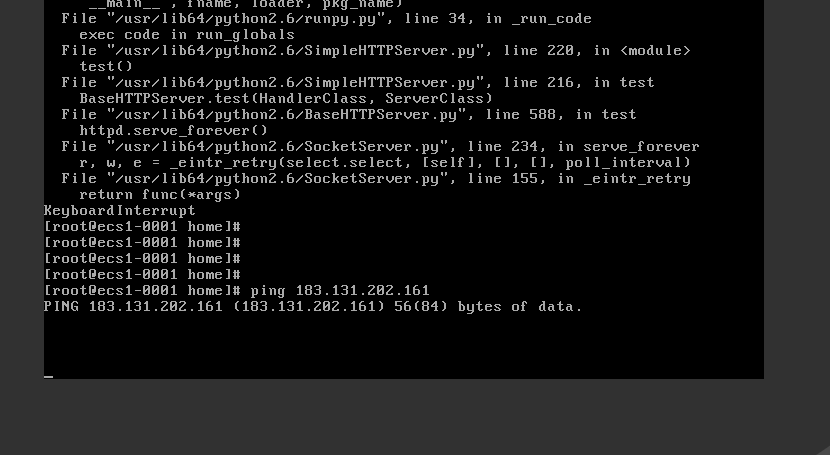 __main__", fname, loader, pkg_name)
File "/usr/lib64/python2.6/runpy.py", line 34, in _run_code
exec code in run_globals
File "/usr/lib64/python2.6/SimpleHTTPServer.py", line 220, in <module>
test()
File "/usr/lib64/python2.6/SimpleHTTPServer.py", line 216, in test
BaseHTTPServer.test(HandlerClass, ServerClass)
File "/usr/lib64/python2.6/BaseHTTPServer.py", line 588, in test
httpd.serve_forever()
File "/usr/lib64/python2.6/SocketServer.py", line 234, in serve_forever
r, w, e = _eintr_retry(select.select, [self], [], [], poll_interval)
File "/usr/lib64/python2.6/SocketServer.py", line 155, in _eintr_retry
return func(*args)
KeyboardInterrupt
[root@ecs1-0001 home]#
[root@ecs1-0001 home]#
[root@ecs1-0001 home]#
[root@ecs1-0001 home]#
[root@ecs1-0001 home]# ping 183.131.202.161
PING 183.131.202.161 (183.131.202.161) 56(84) bytes of data.